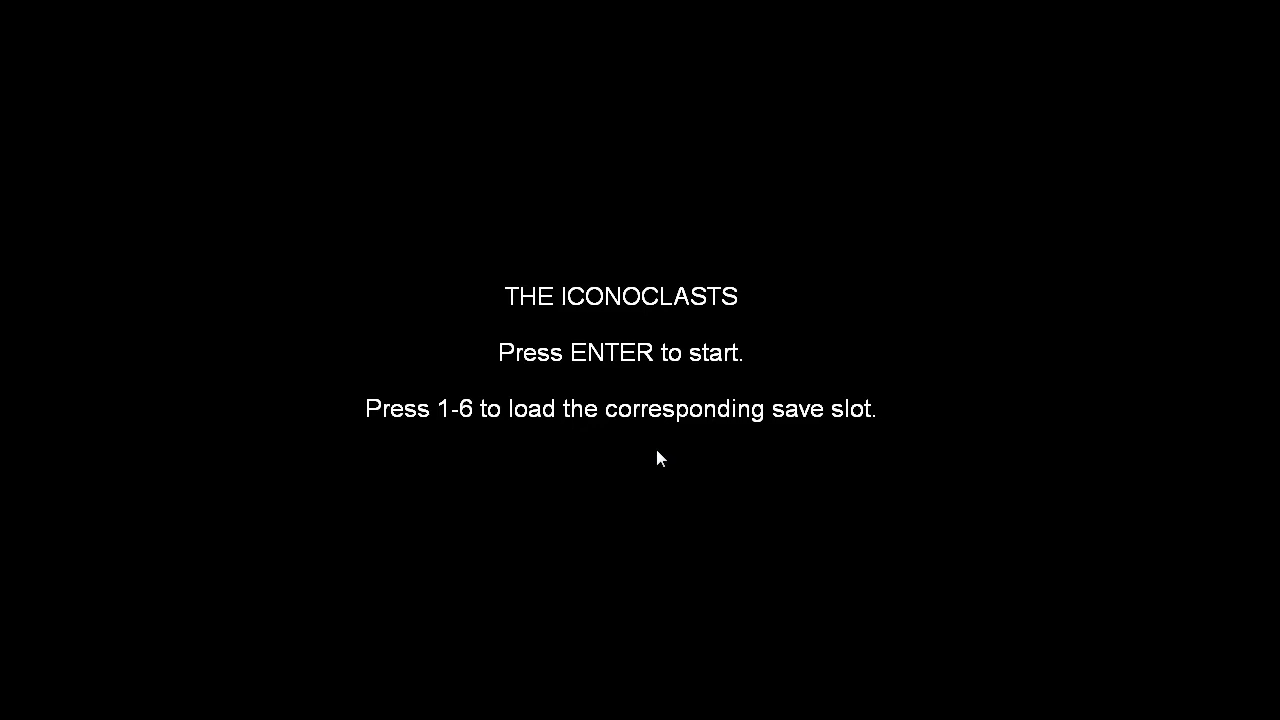 THE ICONOCLASTS
Press ENTER to start.
Press 1-6 to load the corresponding save slot.